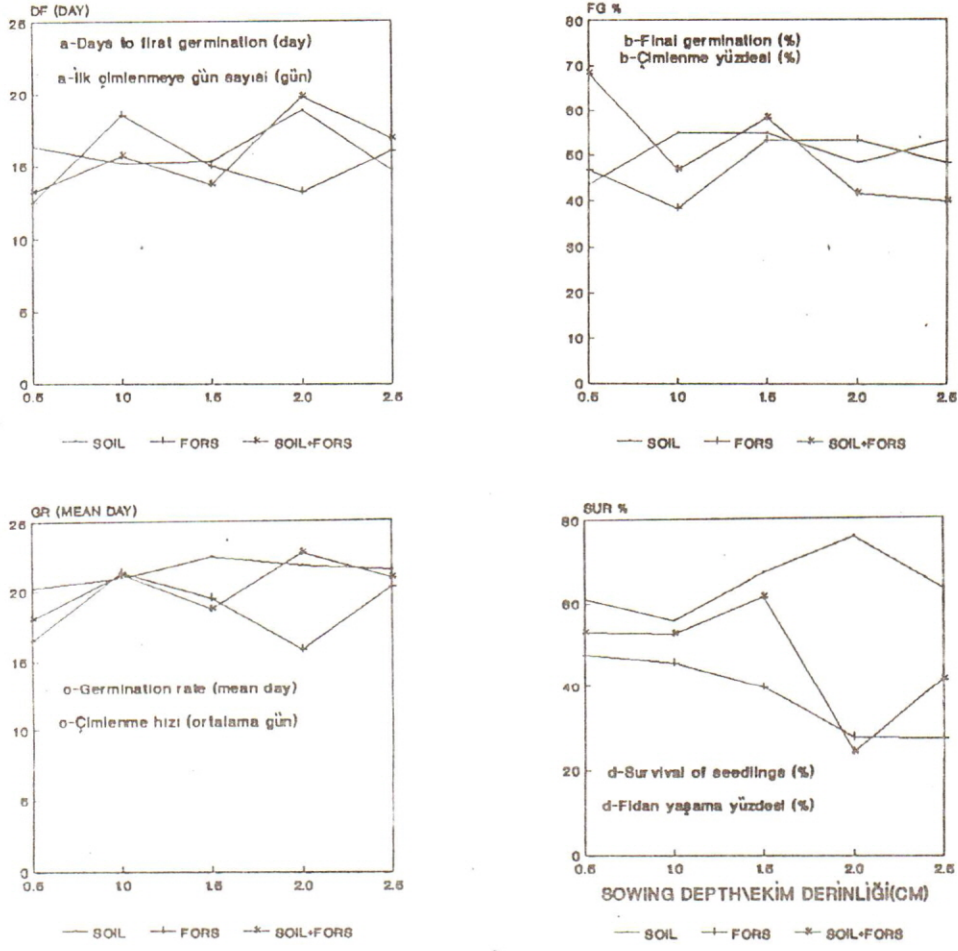 DF (DAY)
25
a-Days to first germination (day)
a-İlk çimlenmeye gün sayısı (gün)
20
15
10
5
0
0.5 1.0 1.5 2.0 2.5
SOIL FORS SOIL+FORS
FG %
80
b-Final germination (%)
b-Çimlenme yüzdesi (%)
70
60
50
40
30
20
10
0
0.5 1.0 1.5 2.0 2.5
SOIL FORS SOIL+FORS
GR (MEAN DAY)
25
20
15
c-Germination rate (mean day)
c-Çimlenme hızı (ortalama gün)
10
5
0
0.5 1.0 1.5 2.0 2.5
SOIL FORS SOIL+FORS
SUR %
80
60
40
20
d-Survival of seedlings (%)
d-Fidan yaşama yüzdesi (%)
0
0.5 1.0 1.5 2.0 2.5
SOWING DEPTH\EKİM DERİNLİĞİ(CM)
SOIL FORS SOIL+FORS